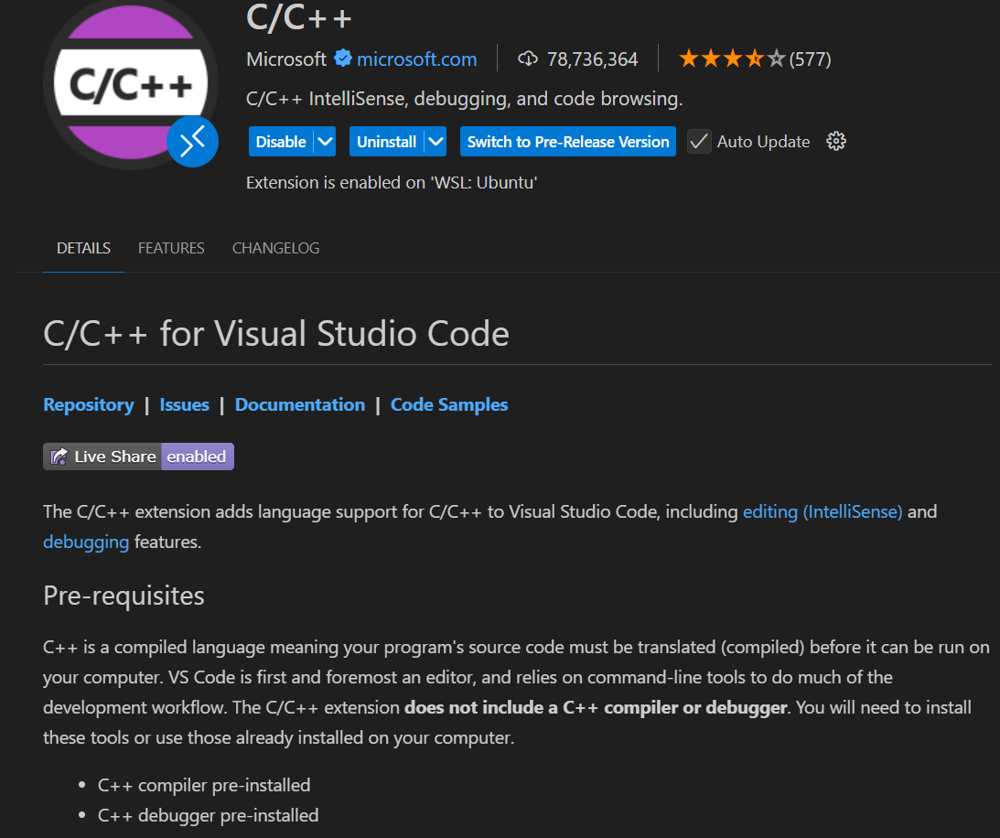 C/C++
C/C++
Microsoft microsoft.com 78,736,364 (577)
C/C++ IntelliSense, debugging, and code browsing.
Disable Uninstall Switch to Pre-Release Version Auto Update
Extension is enabled on 'WSL: Ubuntu'
DETAILS FEATURES CHANGELOG
C/C++ for Visual Studio Code
Repository | Issues | Documentation | Code Samples
Live Share enabled
The C/C++ extension adds language support for C/C++ to Visual Studio Code, including editing (IntelliSense) and
debugging features.
Pre-requisites
C++ is a compiled language meaning your program's source code must be translated (compiled) before it can be run on
your computer. VS Code is first and foremost an editor, and relies on command-line tools to do much of the
development workflow. The C/C++ extension does not include a C++ compiler or debugger. You will need to install
these tools or use those already installed on your computer.
• C++ compiler pre-installed
• C++ debugger pre-installed